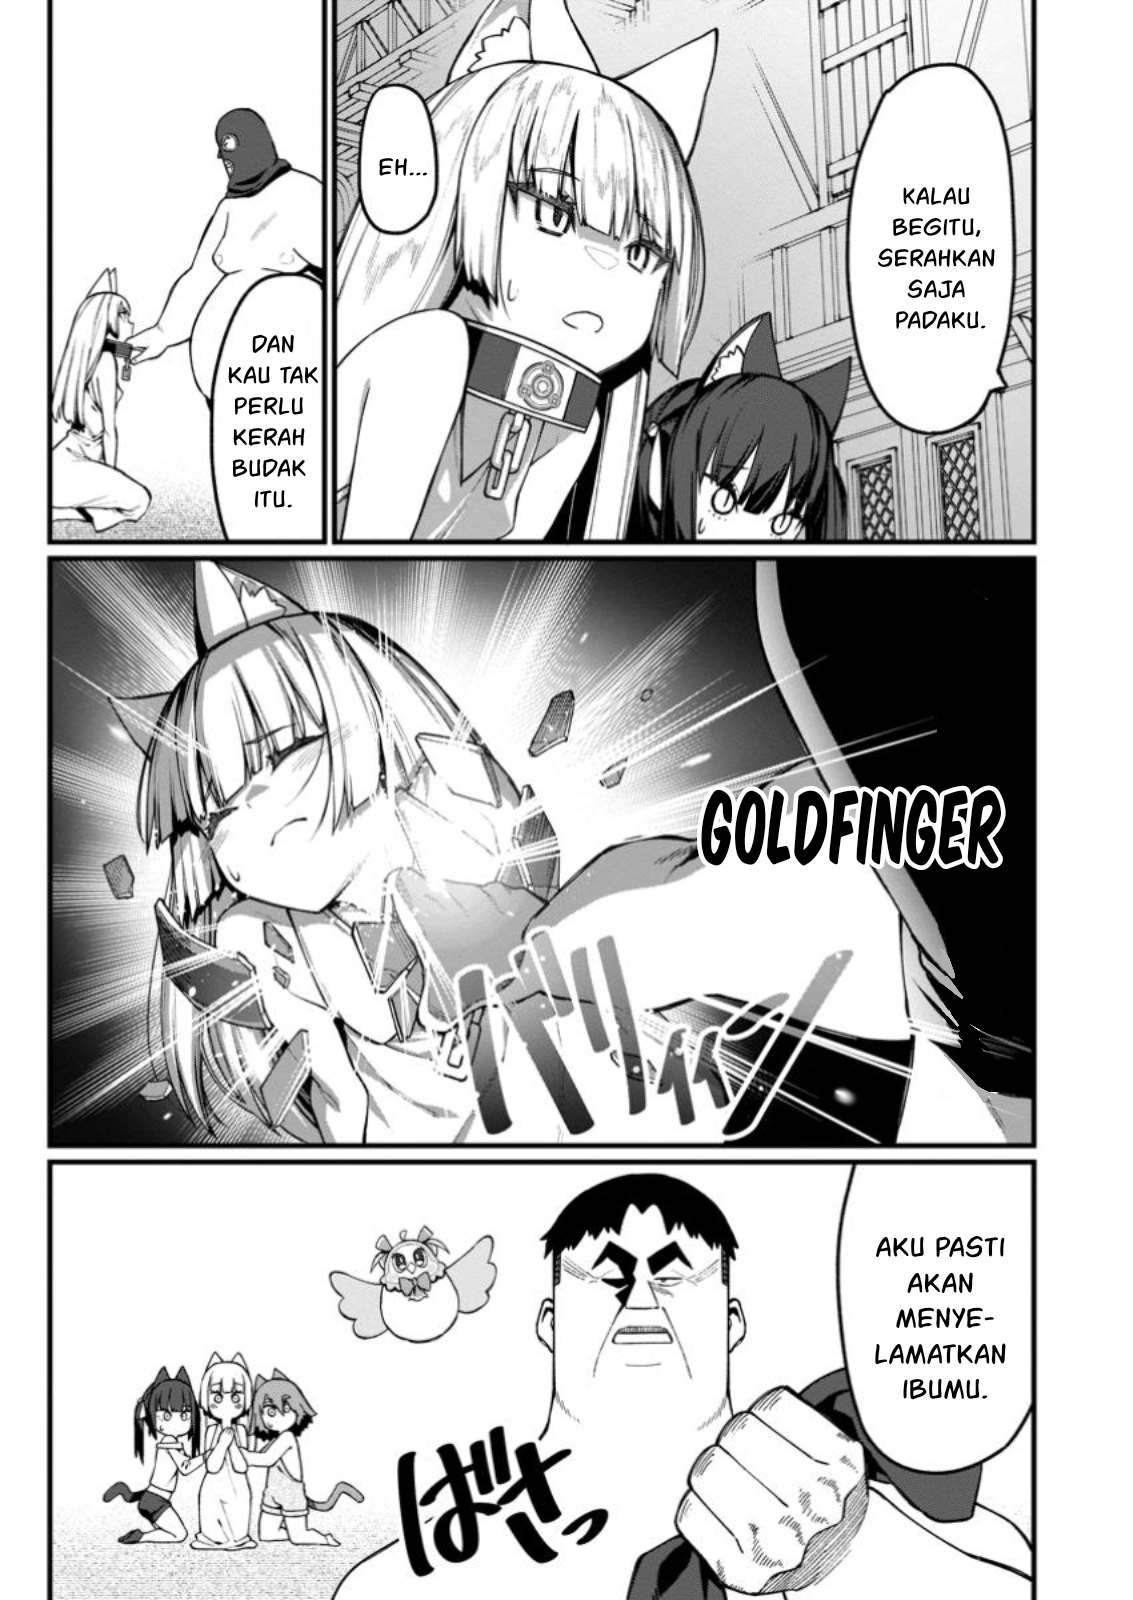 KALAU
BEGITU,
SERAHKAN
SAJA
PADAKU.
EH...
DAN
KAU TAK
PERLU
KERAH
BUDAK
ITU.
GOLDFINGER
バリィィン
AKU PASTI
AKAN
MENYE-
LAMATKAN
IBUMU.
ばさっ